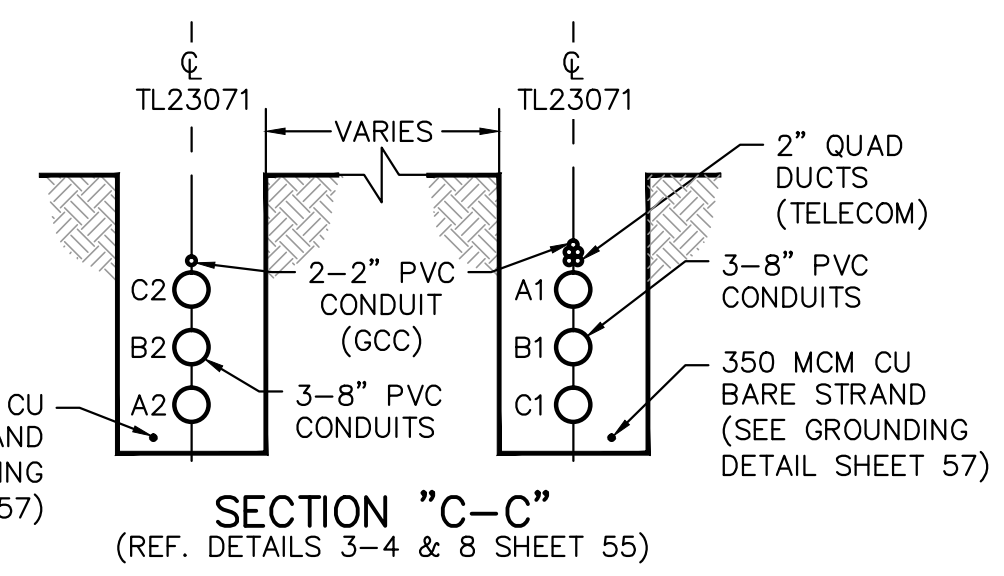 ℄
TL23071
℄
TL23071
VARIES
2" QUAD
DUCTS
(TELECOM)
2-2" PVC
CONDUIT
(GCC)
3-8" PVC
CONDUITS
C2
B2
A2
A1
B1
C1
3-8" PVC
CONDUITS
350 MCM CU
BARE STRAND
(SEE GROUNDING
DETAIL SHEET 57)
CU
AND
ING
57)
SECTION "C-C"
(REF. DETAILS 3-4 & 8 SHEET 55)